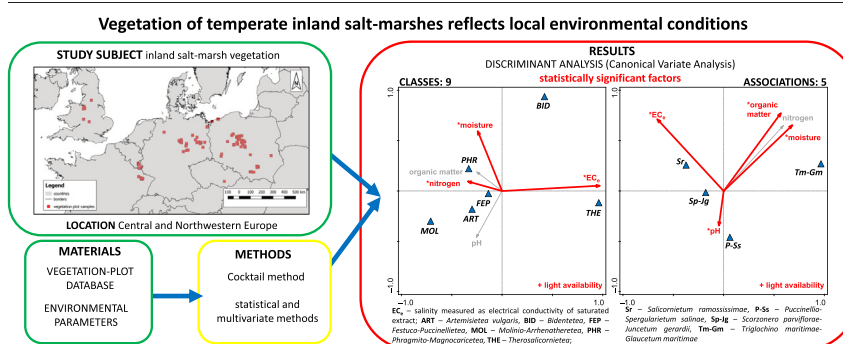 Vegetation of temperate inland salt-marshes reflects local environmental conditions
STUDY SUBJECT inland salt-marsh vegetation
Legend
countries
borders
vegetation plot samples
LOCATION Central and Northwestern Europe
MATERIALS
VEGETATION-PLOT
DATABASE
ENVIRONMENTAL
PARAMETERS
METHODS
Cocktail method
statistical and
multivariate methods
RESULTS
DISCRIMINANT ANALYSIS (Canonical Variate Analysis)
statistically significant factors
CLASSES: 9
1.0
BID
*moisture
PHR
organic matter
*nitrogen
*ECe
FEP
ART
THE
MOL
pH
+ light availability
-1.0
-1.0
1.0
ASSOCIATIONS: 5
1.0
*ECe
*organic
matter
nitrogen
*moisture
Sr
Tm-Gm
Sp-Jg
*pH
P-Ss
+ light availability
-1.0
-1.0
1.0
ECe – salinity measured as electrical conductivity of saturated
extract; ART – Artemisietea vulgaris, BID – Bidentetea, FEP –
Festuco-Puccinellietea, MOL – Molinio-Arrhenatheretea, PHR –
Phragmito-Magnocaricetea, THE – Therosalicornietea;
Sr – Salicornietum ramossissimae, P-Ss – Puccinello-
Spergularietum salinae, Sp-Jg – Scorzonero parviflorae-
Juncetum gerardii, Tm-Gm – Triglochino maritimae-
Glaucetum maritimae